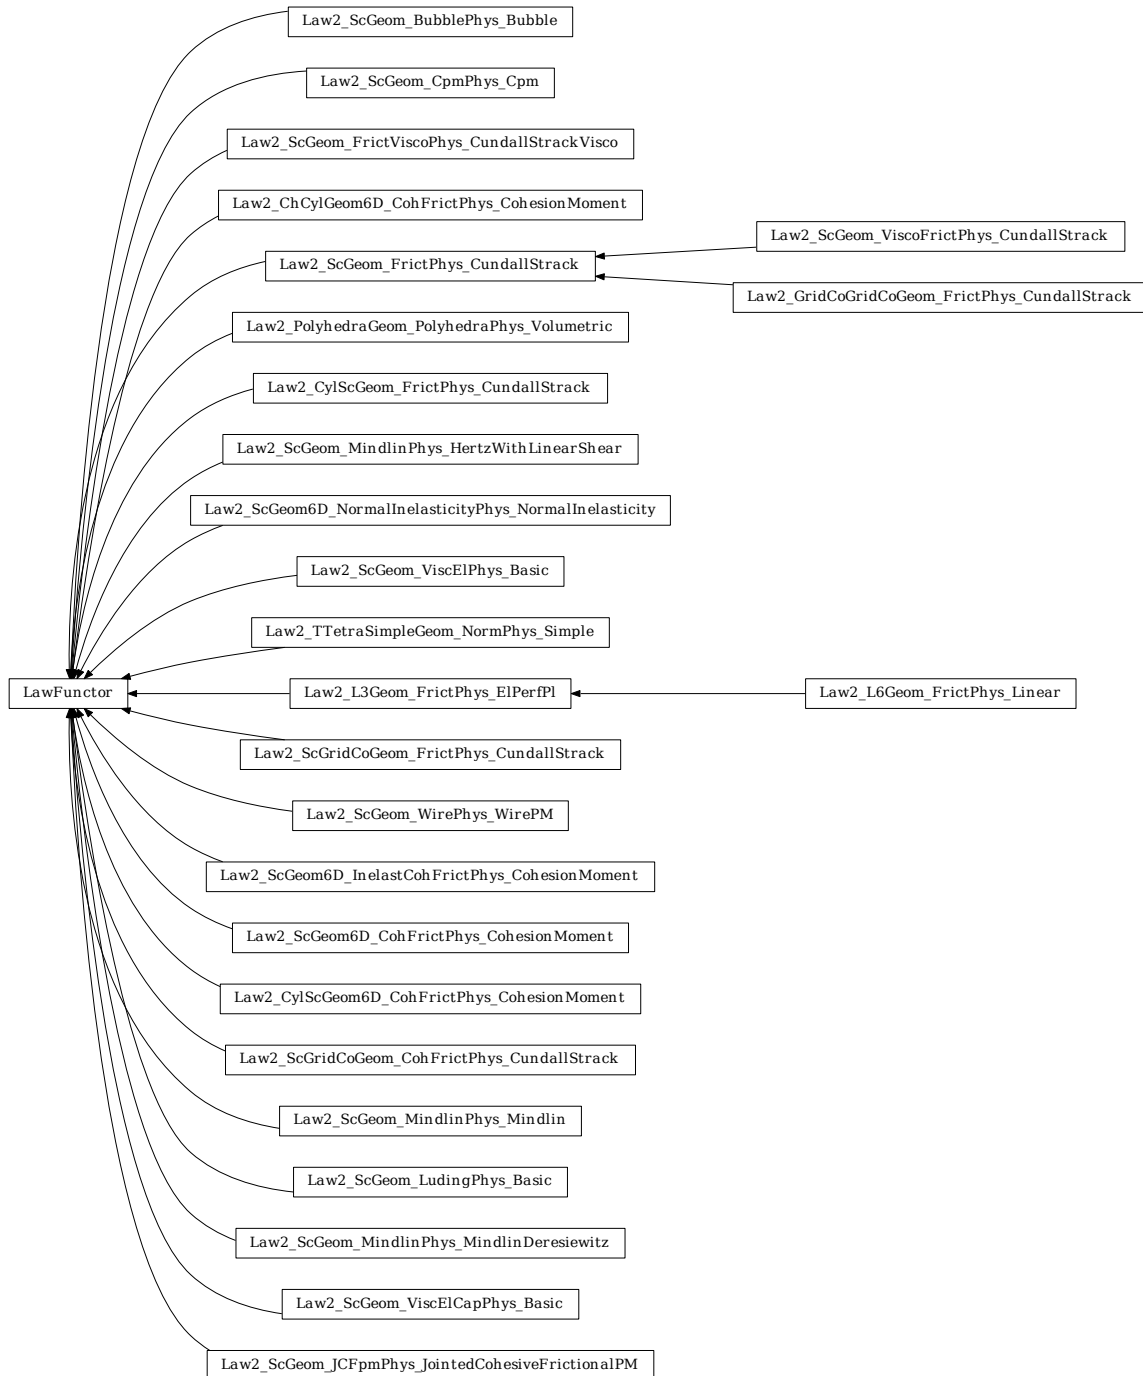 Law2_ScGeom_BubblePhys_Bubble
Law2_ScGeom_CpmPhys_Cpm
Law2_ScGeom_FrictViscoPhys_CundallStrackVisco
Law2_ChCylGeom6D_CohFrictPhys_CohesionMoment
Law2_ScGeom_ViscoFrictPhys_CundallStrack
Law2_ScGeom_FrictPhys_CundallStrack
Law2_GridCoGridCoGeom_FrictPhys_CundallStrack
Law2_PolyhedraGeom_PolyhedraPhys_Volumetric
Law2_CylScGeom_FrictPhys_CundallStrack
Law2_ScGeom_MindlinPhys_HertzWithLinearShear
Law2_ScGeom6D_NormalInelasticityPhys_NormalInelasticity
Law2_ScGeom_ViscElPhys_Basic
Law2_TTetraSimpleGeom_NormPhys_Simple
LawFunctor
Law2_L3Geom_FrictPhys_ElPerfPl
Law2_L6Geom_FrictPhys_Linear
Law2_ScGridCoGeom_FrictPhys_CundallStrack
Law2_ScGeom_WirePhys_WirePM
Law2_ScGeom6D_InelastCohFrictPhys_CohesionMoment
Law2_ScGeom6D_CohFrictPhys_CohesionMoment
Law2_CylScGeom6D_CohFrictPhys_CohesionMoment
Law2_ScGridCoGeom_CohFrictPhys_CundallStrack
Law2_ScGeom_MindlinPhys_Mindlin
Law2_ScGeom_LudingPhys_Basic
Law2_ScGeom_MindlinPhys_MindlinDeresiewitz
Law2_ScGeom_ViscElCapPhys_Basic
Law2_ScGeom_JCFpmPhys_JointedCohesiveFrictionalPM